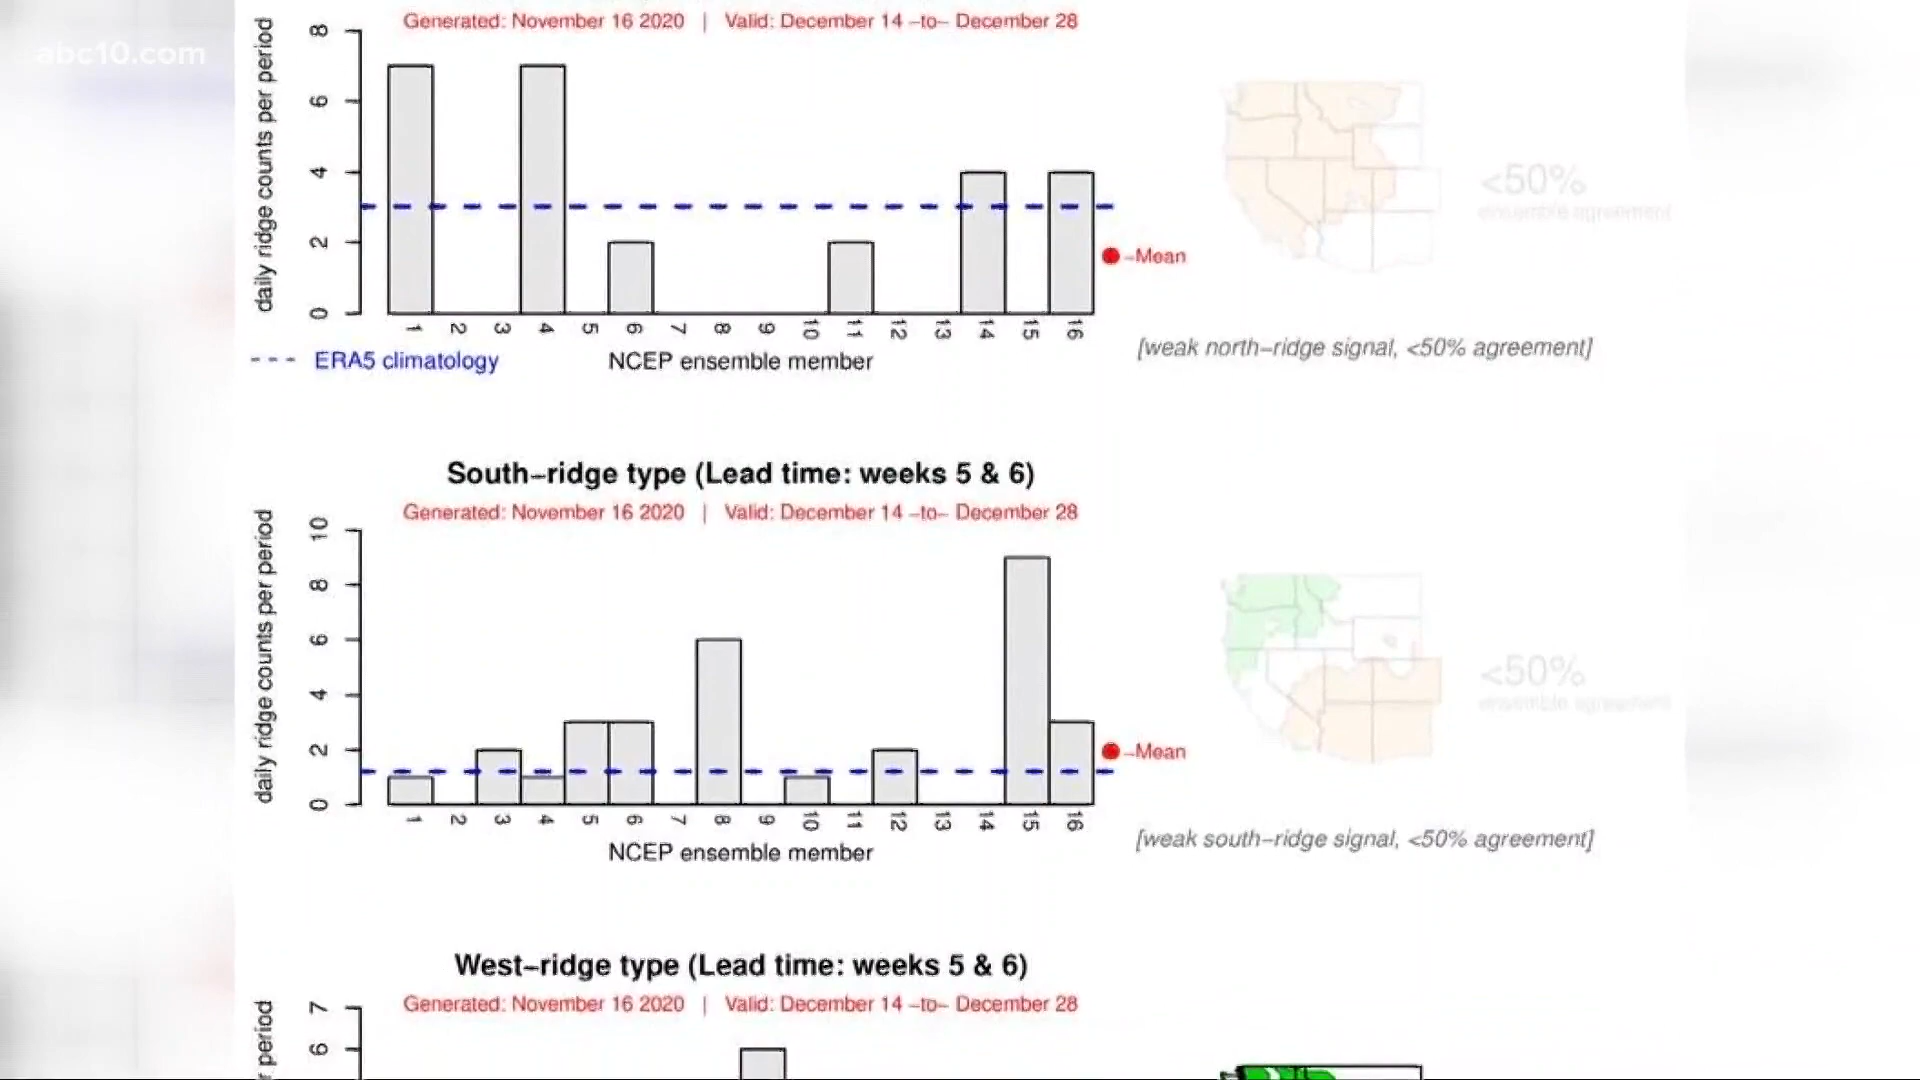 abc10.com
Generated: November 16 2020 | Valid: December 14 –to– December 28
daily ridge counts per period
8
6
4
2
0
1 2 3 4 5 6 7 8 9 10 11 12 13 14 15 16
–Mean
ERA5 climatology
NCEP ensemble member
<50%
ensemble agreement
[weak north–ridge signal, <50% agreement]
South–ridge type (Lead time: weeks 5 & 6)
Generated: November 16 2020 | Valid: December 14 –to– December 28
daily ridge counts per period
10
8
6
4
2
0
1 2 3 4 5 6 7 8 9 10 11 12 13 14 15 16
–Mean
NCEP ensemble member
<50%
ensemble agreement
[weak south–ridge signal, <50% agreement]
West–ridge type (Lead time: weeks 5 & 6)
Generated: November 16 2020 | Valid: December 14 –to– December 28
period
7
6